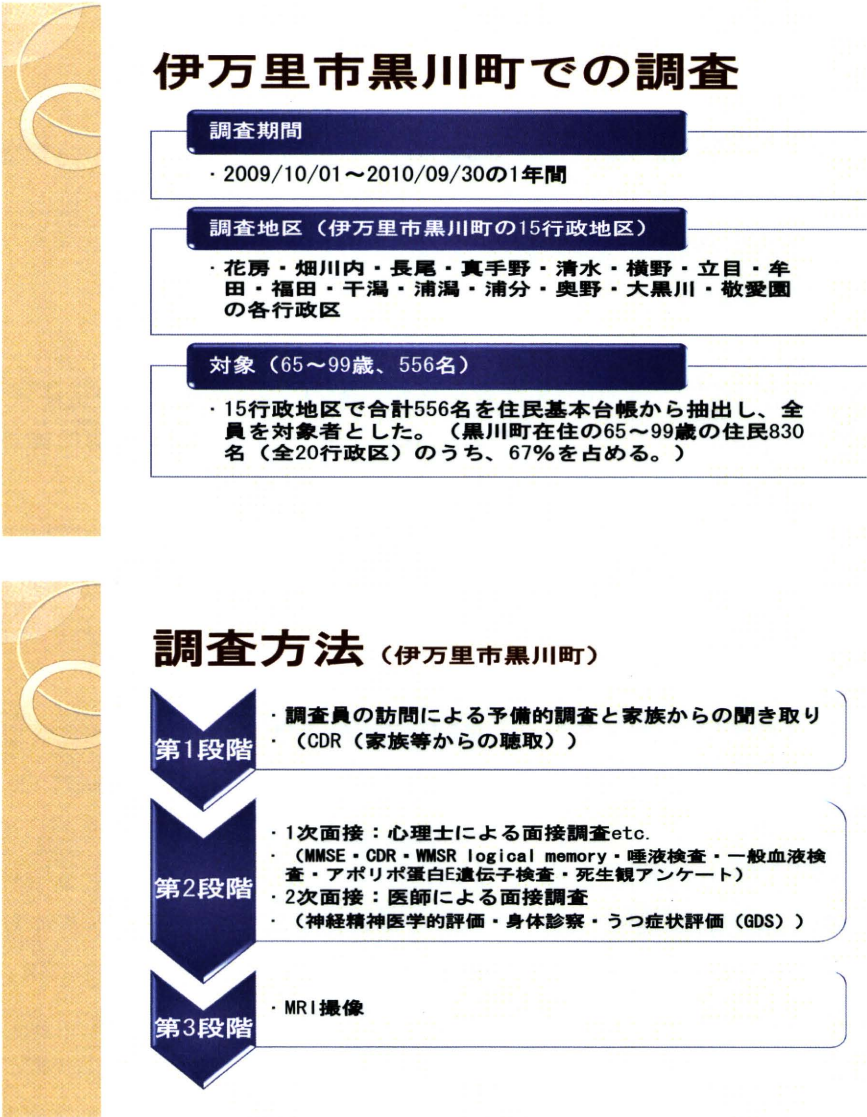 伊万里市黒川町での調査
調査期間
・2009/10/01～2010/09/30の1年間
調査地区（伊万里市黒川町の15行政地区）
・花房・畑川内・長尾・真手野・清水・横野・立目・牟
田・福田・干潟・浦潟・浦分・奥野・大黒川・敬愛園
の各行政区
対象（65～99歳、556名）
・15行政地区で合計556名を住民基本台帳から抽出し、全
員を対象者とした。（黒川町在住の65～99歳の住民830
名（全20行政区）のうち、67%を占める。）
調査方法（伊万里市黒川町）
第1段階
・調査員の訪問による予備的調査と家族からの聞き取り
・（CDR（家族等からの聴取））
第2段階
・1次面接：心理士による面接調査etc.
・（MMSE・CDR・WMSR logical memory・唾液検査・一般血液検
査・アポリポ蛋白E遺伝子検査・死生観アンケート）
・2次面接：医師による面接調査
・（神経精神医学的評価・身体診察・うつ症状評価（GDS））
第3段階
・MRI撮像